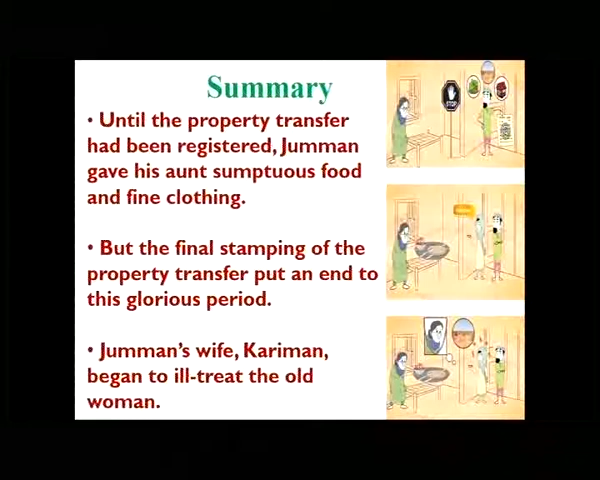 Summary
• Until the property transfer
had been registered, Jumman
gave his aunt sumptuous food
and fine clothing.
• But the final stamping of the
property transfer put an end to
this glorious period.
• Jumman's wife, Kariman,
began to ill-treat the old
woman.
STOP